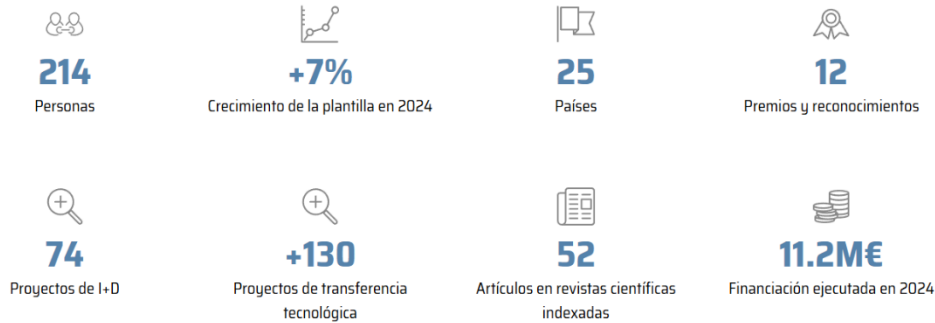 214
Personas
+7%
Crecimiento de la plantilla en 2024
25
Países
12
Premios y reconocimientos
74
Proyectos de I+D
+130
Proyectos de transferencia
tecnológica
52
Artículos en revistas científicas
indexadas
11.2M€
Financiación ejecutada en 2024